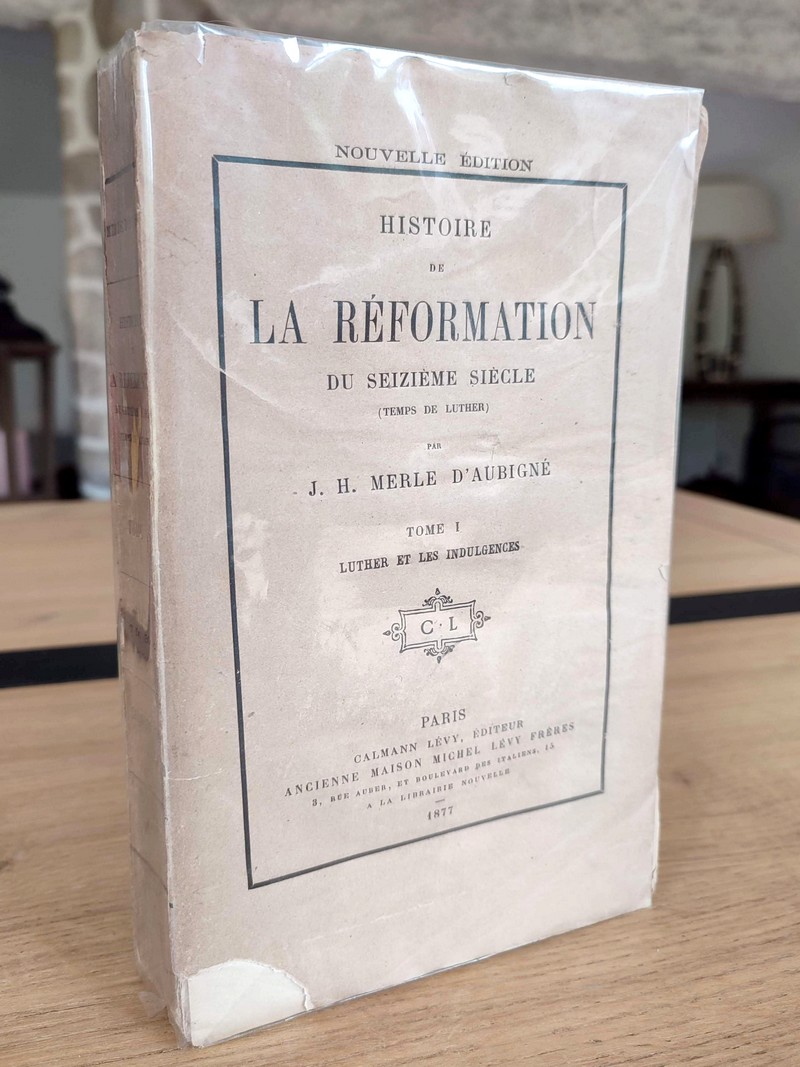 NOUVELLE ÉDITION
HISTOIRE
DE
LA RÉFORMATION
DU SEIZIÈME SIÈCLE
(TEMPS DE LUTHER)
PAR
J. H. MERLE D'AUBIGNÉ
TOME I
LUTHER ET LES INDULGENCES
C·L
PARIS
CALMANN LÉVY, ÉDITEUR
ANCIENNE MAISON MICHEL LÉVY FRÈRES
3, RUE AUBER, ET BOULEVARD DES ITALIENS, 15
A LA LIBRAIRIE NOUVELLE
1877